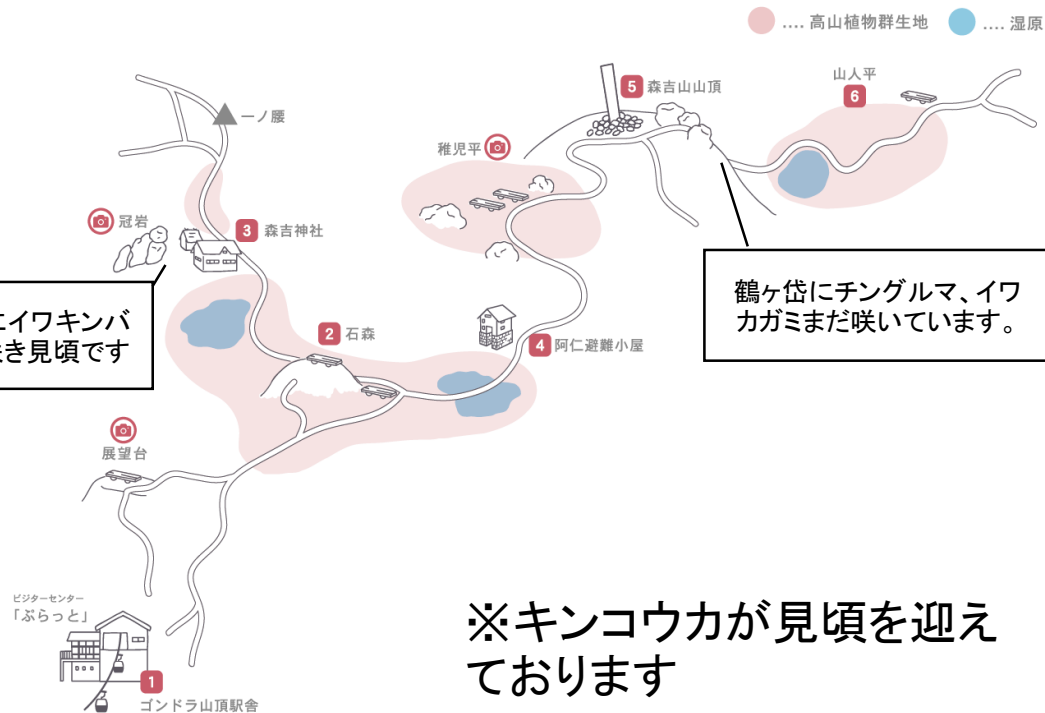 .... 高山植物群生地 .... 湿原
山人平
6
5 森吉山山頂
一ノ腰
稚児平
冠岩
3 森吉神社
鶴ヶ岱にチングルマ、イワ
カガミまだ咲いています。
にイワキンバ
咲き見頃です
2 石森
4 阿仁避難小屋
展望台
ビジターセンター
「ぷらっと」
1
ゴンドラ山頂駅舎
※キンコウカが見頃を迎え
ております